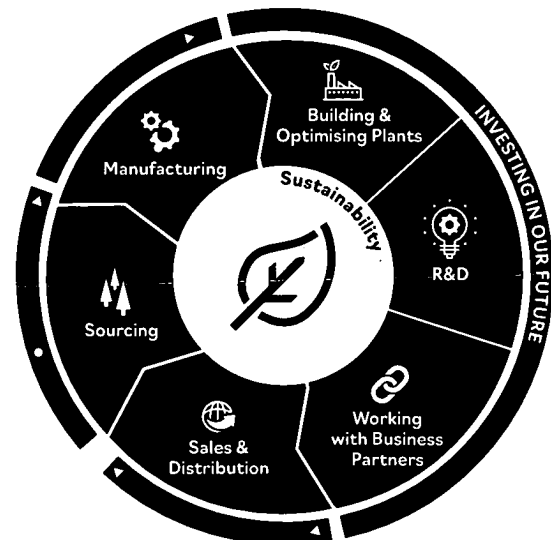 INVESTING IN OUR FUTURE
Building &
Optimising Plants
Manufacturing
Sustainability
R&D
Sourcing
Working
with Business
Partners
Sales &
Distribution